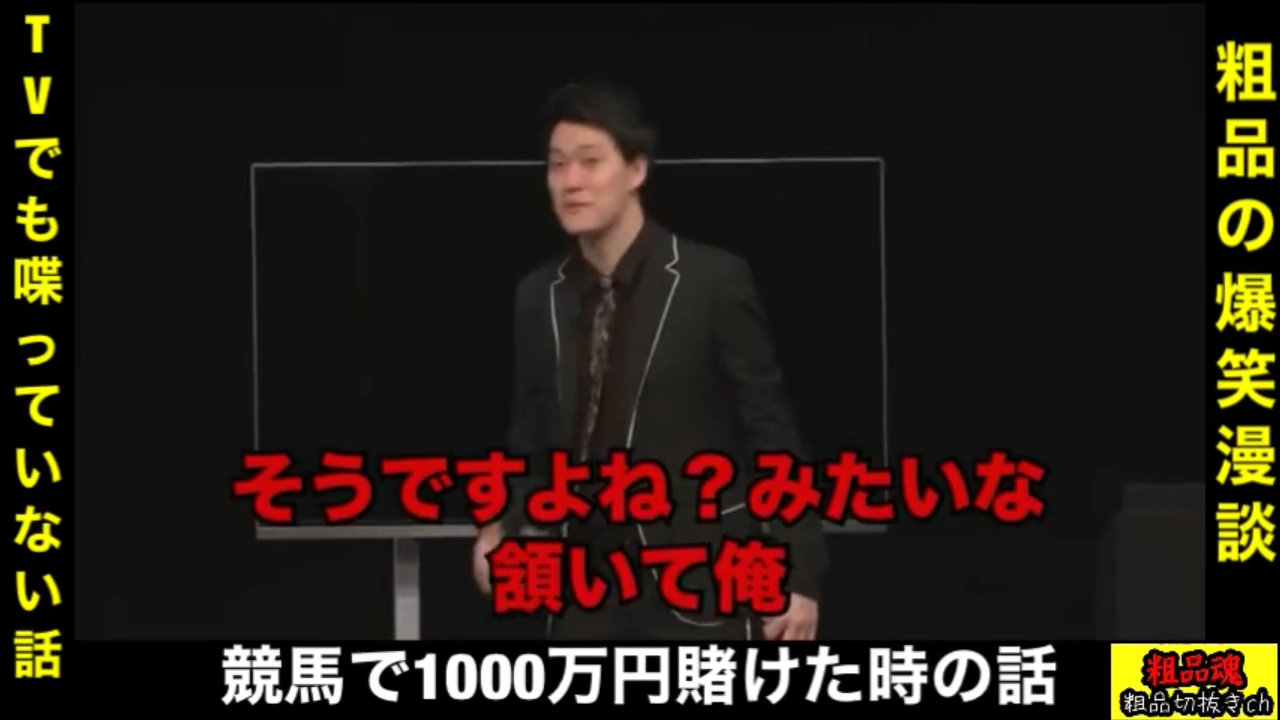 TVでも喋っていない話
粗品の爆笑漫談
そうですよね？みたいな
頷いて俺
競馬で1000万円賭けた時の話
粗品魂
粗品切抜きch